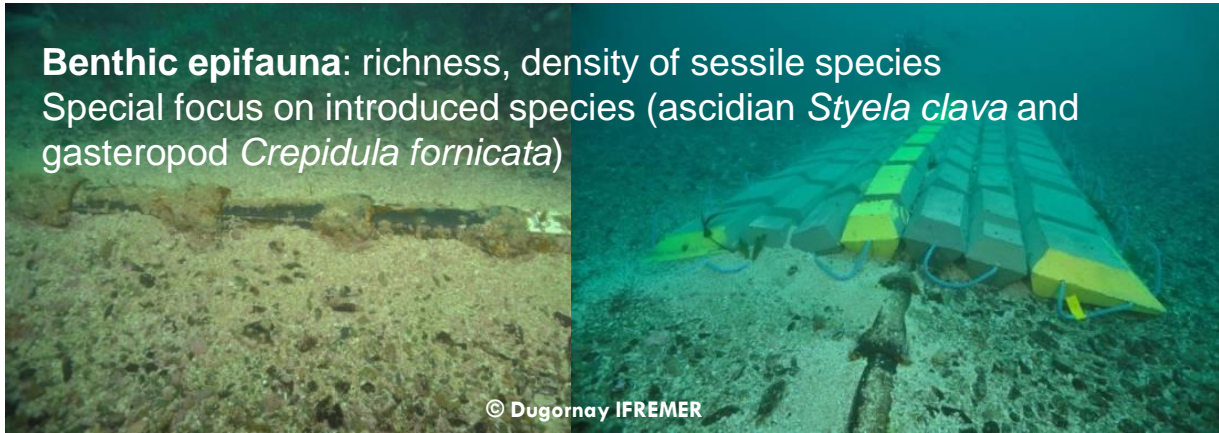 Benthic epifauna: richness, density of sessile species
Special focus on introduced species (ascidian Styela clava and
gasteropod Crepidula fornicata)
© Dugornay IFREMER